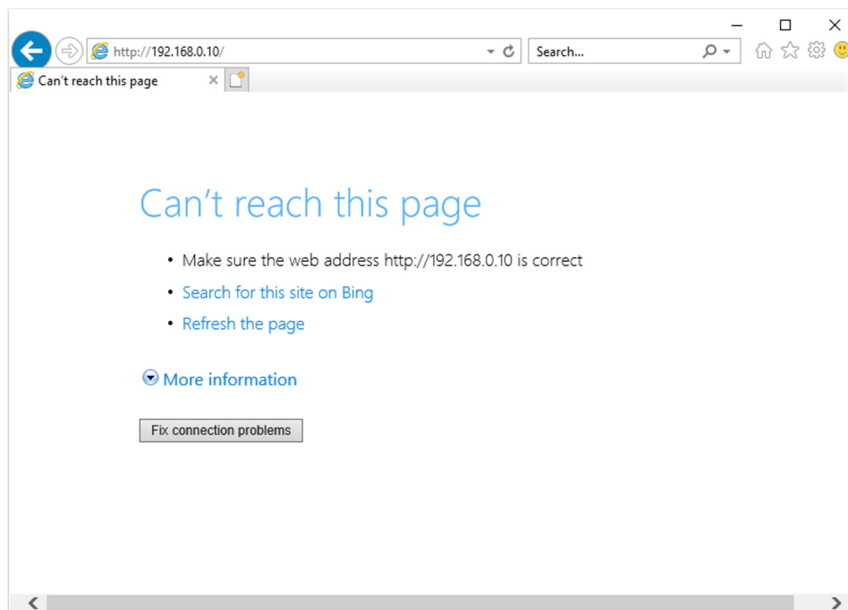 http://192.168.0.10/
Search...
Can't reach this page
Can't reach this page
• Make sure the web address http://192.168.0.10 is correct
• Search for this site on Bing
• Refresh the page
More information
Fix connection problems